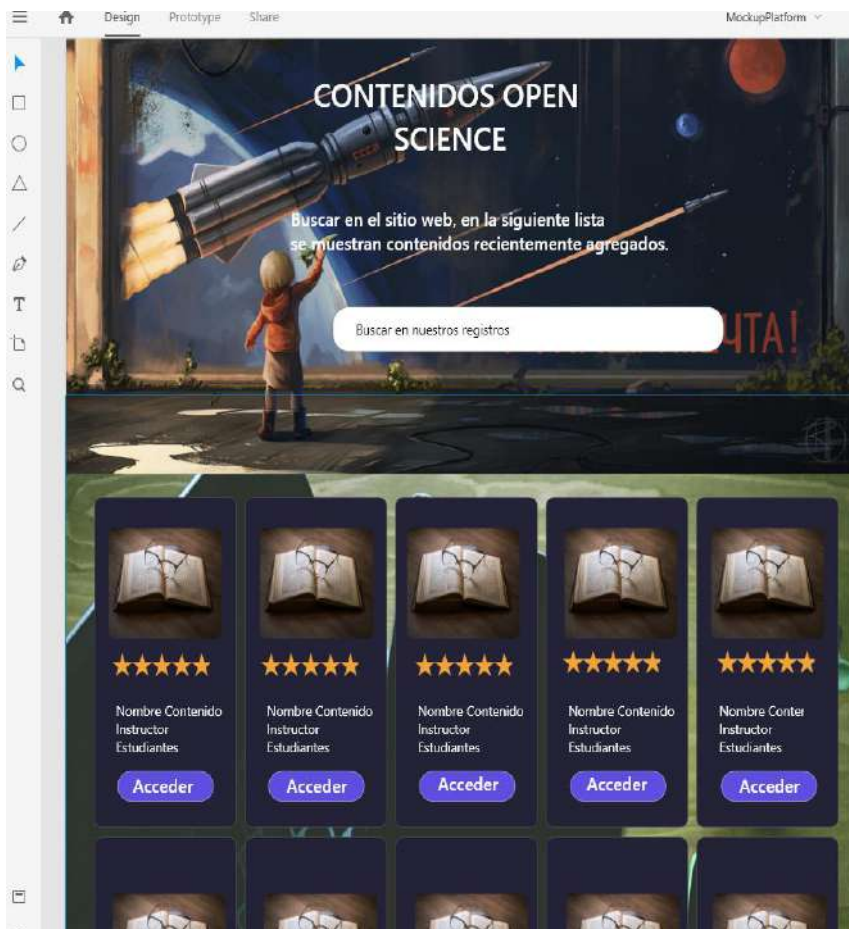 Design Prototype Share MockupPlatform
CONTENIDOS OPEN
SCIENCE
Buscar en el sitio web, en la siguiente lista
se muestran contenidos recientemente agregados.
Buscar en nuestros registros
ЧТА!
CCCP
T
★★★★★ ★★★★★ ★★★★★ ★★★★★ ★★★★★
Nombre Contenido Nombre Contenido Nombre Contenido Nombre Contenido Nombre Conter
Instructor Instructor Instructor Instructor Instructor
Estudiantes Estudiantes Estudiantes Estudiantes Estudiantes
Acceder Acceder Acceder Acceder Acceder